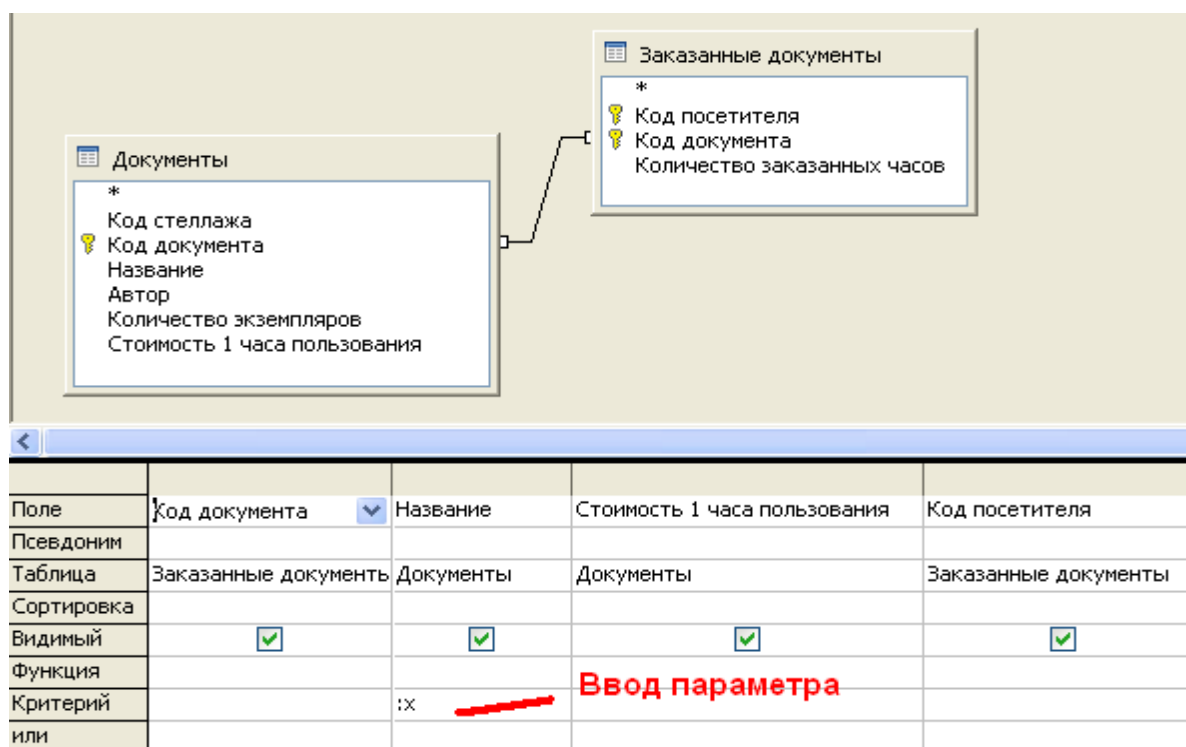 Заказанные документы
*
Код посетителя
Код документа
Количество заказанных часов
Документы
*
Код стеллажа
Код документа
Название
Автор
Количество экземпляров
Стоимость 1 часа пользования
Поле Код документа Название Стоимость 1 часа пользования Код посетителя
Псевдоним
Таблица Заказанные документь Документы Документы Заказанные документы
Сортировка
Видимый
Функция
Ввод параметра
Критерий :x
или